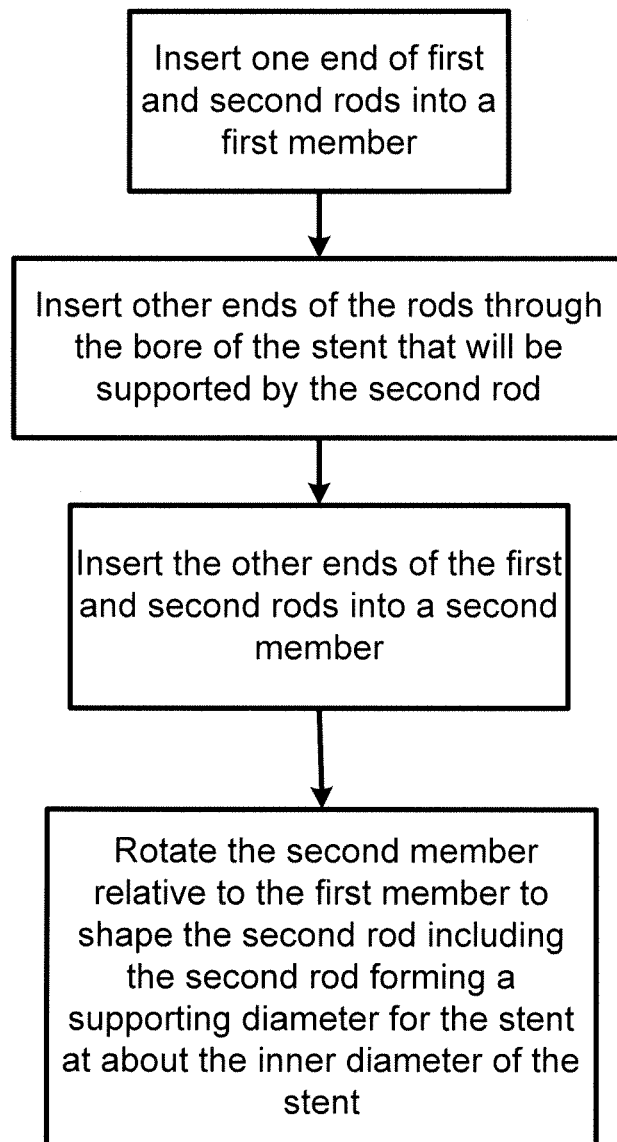 Insert one end of first
and second rods into a
first member
Insert other ends of the rods through
the bore of the stent that will be
supported by the second rod
Insert the other ends of the first
and second rods into a second
member
Rotate the second member
relative to the first member to
shape the second rod including
the second rod forming a
supporting diameter for the stent
at about the inner diameter of the
stent